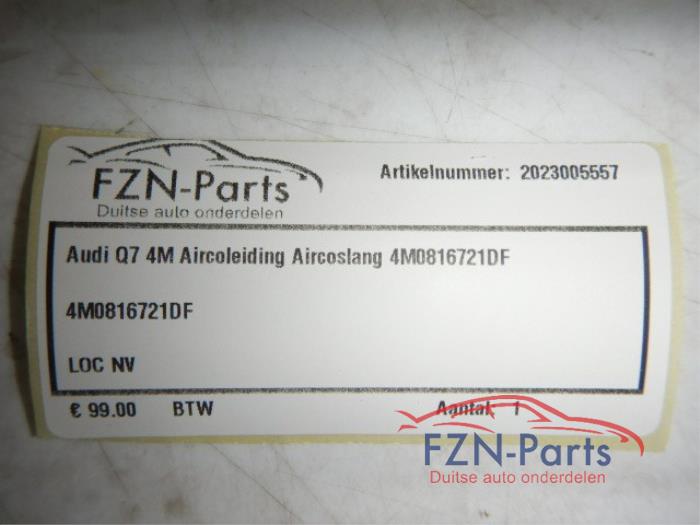 FZN-Parts
Duitse auto onderdelen
Artikelnummer: 2023005557
Audi Q7 4M Aircoleiding Aircoslang 4M0816721DF
4M0816721DF
LOC NV
€ 99.00 BTW Aantal 1
FZN-Parts
Duitse auto onderdelen